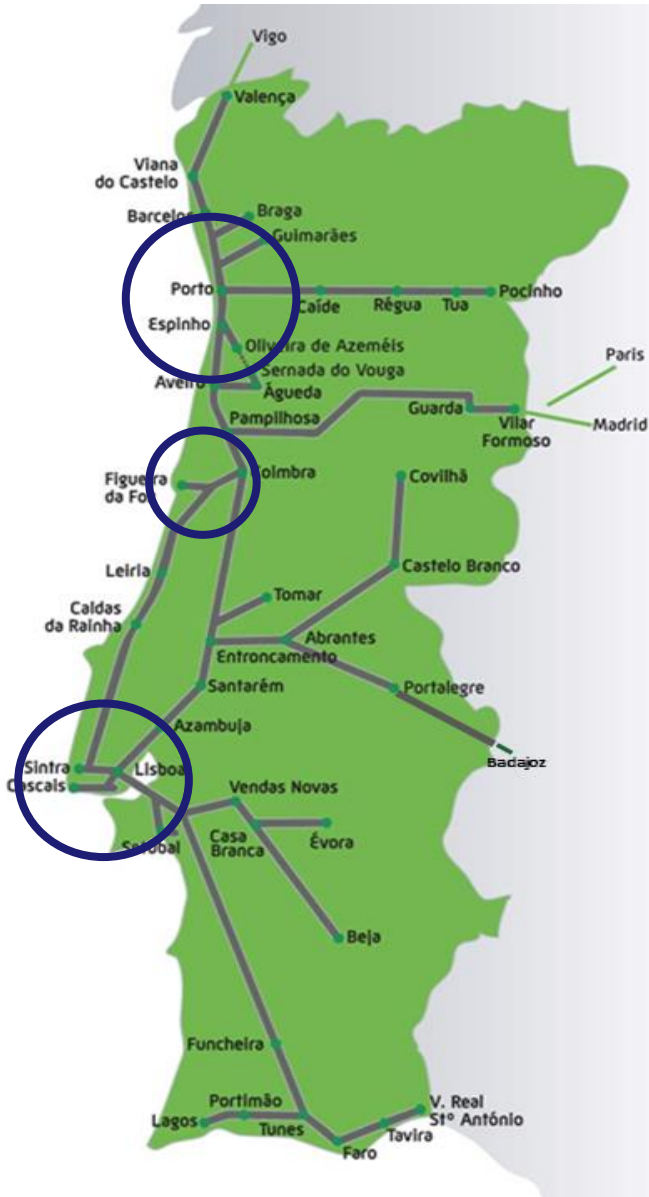 Vigo
Valença
Viana
do Castelo
Barcelos
Braga
Guimarães
Porto
Caíde
Régua
Tua
Pocinho
Espinho
Oliveira de Azeméis
Sernada do Vouga
Paris
Aveiro
Águeda
Pampilhosa
Guarda
Vilar
Formoso
Madrid
Coimbra
Figueira
da Foz
Covilhã
Leiria
Castelo Branco
Caldas
da Rainha
Tomar
Abrantes
Entroncamento
Santarém
Portalegre
Azambuja
Badajoz
Sintra
Lisboa
Cascais
Vendas Novas
Casa
Branca
Évora
Setúbal
Beja
Funcheira
Portimão
Lagos
Tunes
V. Real
Stº António
Tavira
Faro